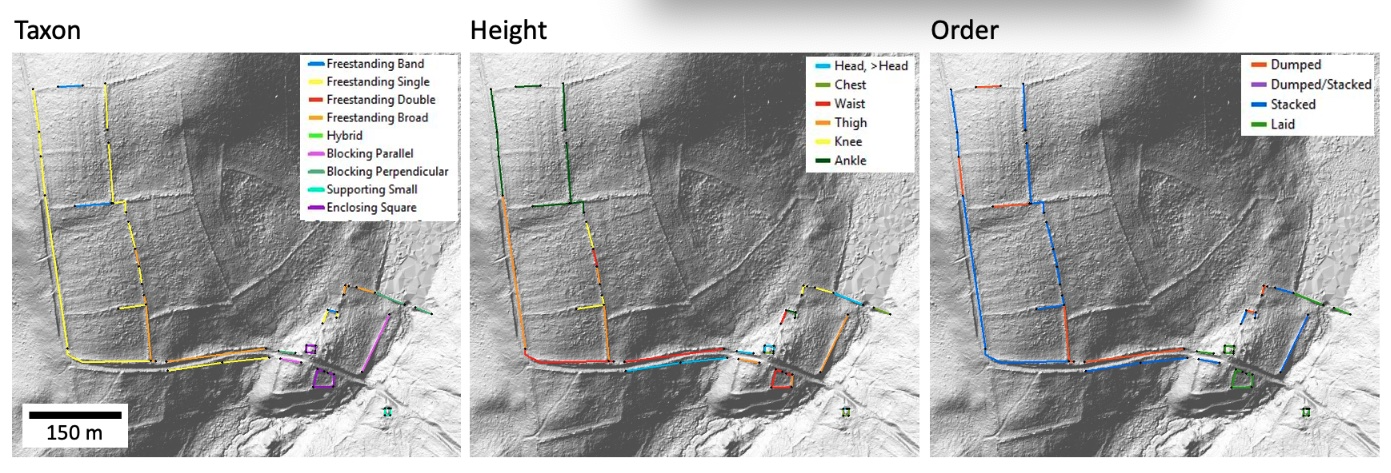 Taxon
Freestanding Band
Freestanding Single
Freestanding Double
Freestanding Broad
Hybrid
Blocking Parallel
Blocking Perpendicular
Supporting Small
Enclosing Square
150 m
Height
Head, >Head
Chest
Waist
Thigh
Knee
Ankle
Order
Dumped
Dumped/Stacked
Stacked
Laid